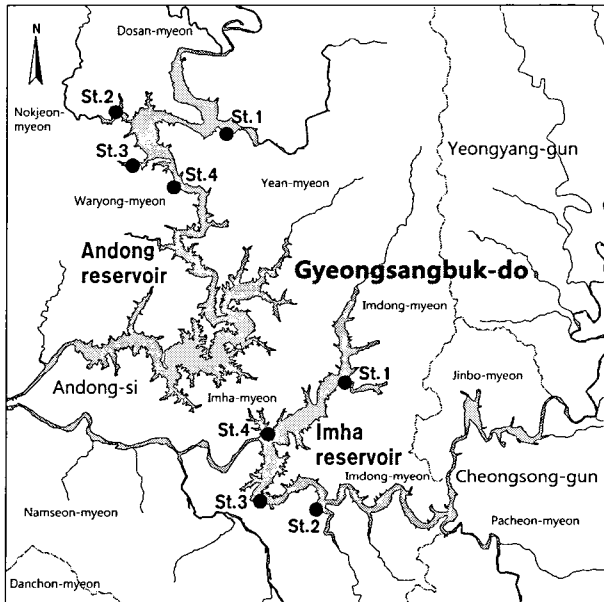 Dosan-myeon
N
St.2
St.1
Nokjeon-
myeon
St.3
Yeongyang-gun
St.4
Yean-myeon
Waryong-myeon
Andong
reservoir
Gyeongsangbuk-do
Imdong-myeon
St.1
Jinbo-myeon
Andong-si
Imha-myeon
St.4
Imha
reservoir
Imdong-myeon
Cheongsong-gun
St.3
St.2
Namseon-myeon
Pacheon-myeon
Danchon-myeon